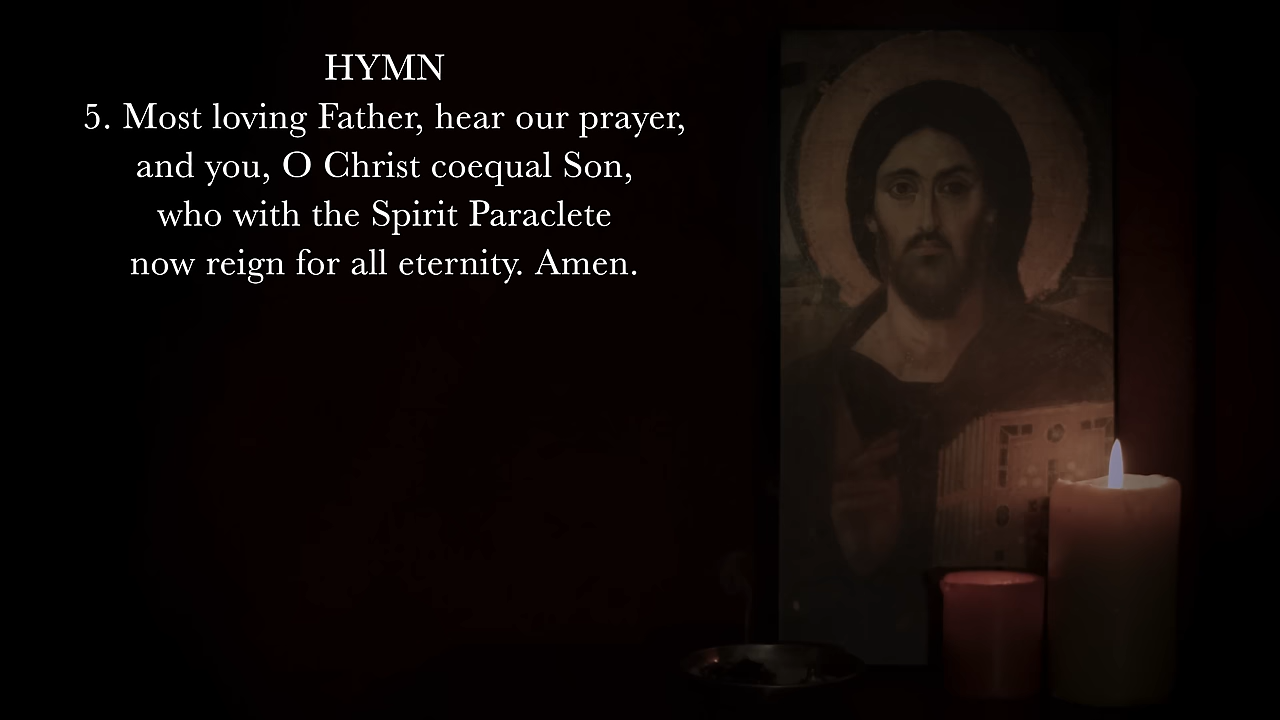 HYMN
5. Most loving Father, hear our prayer,
and you, O Christ coequal Son,
who with the Spirit Paraclete
now reign for all eternity. Amen.